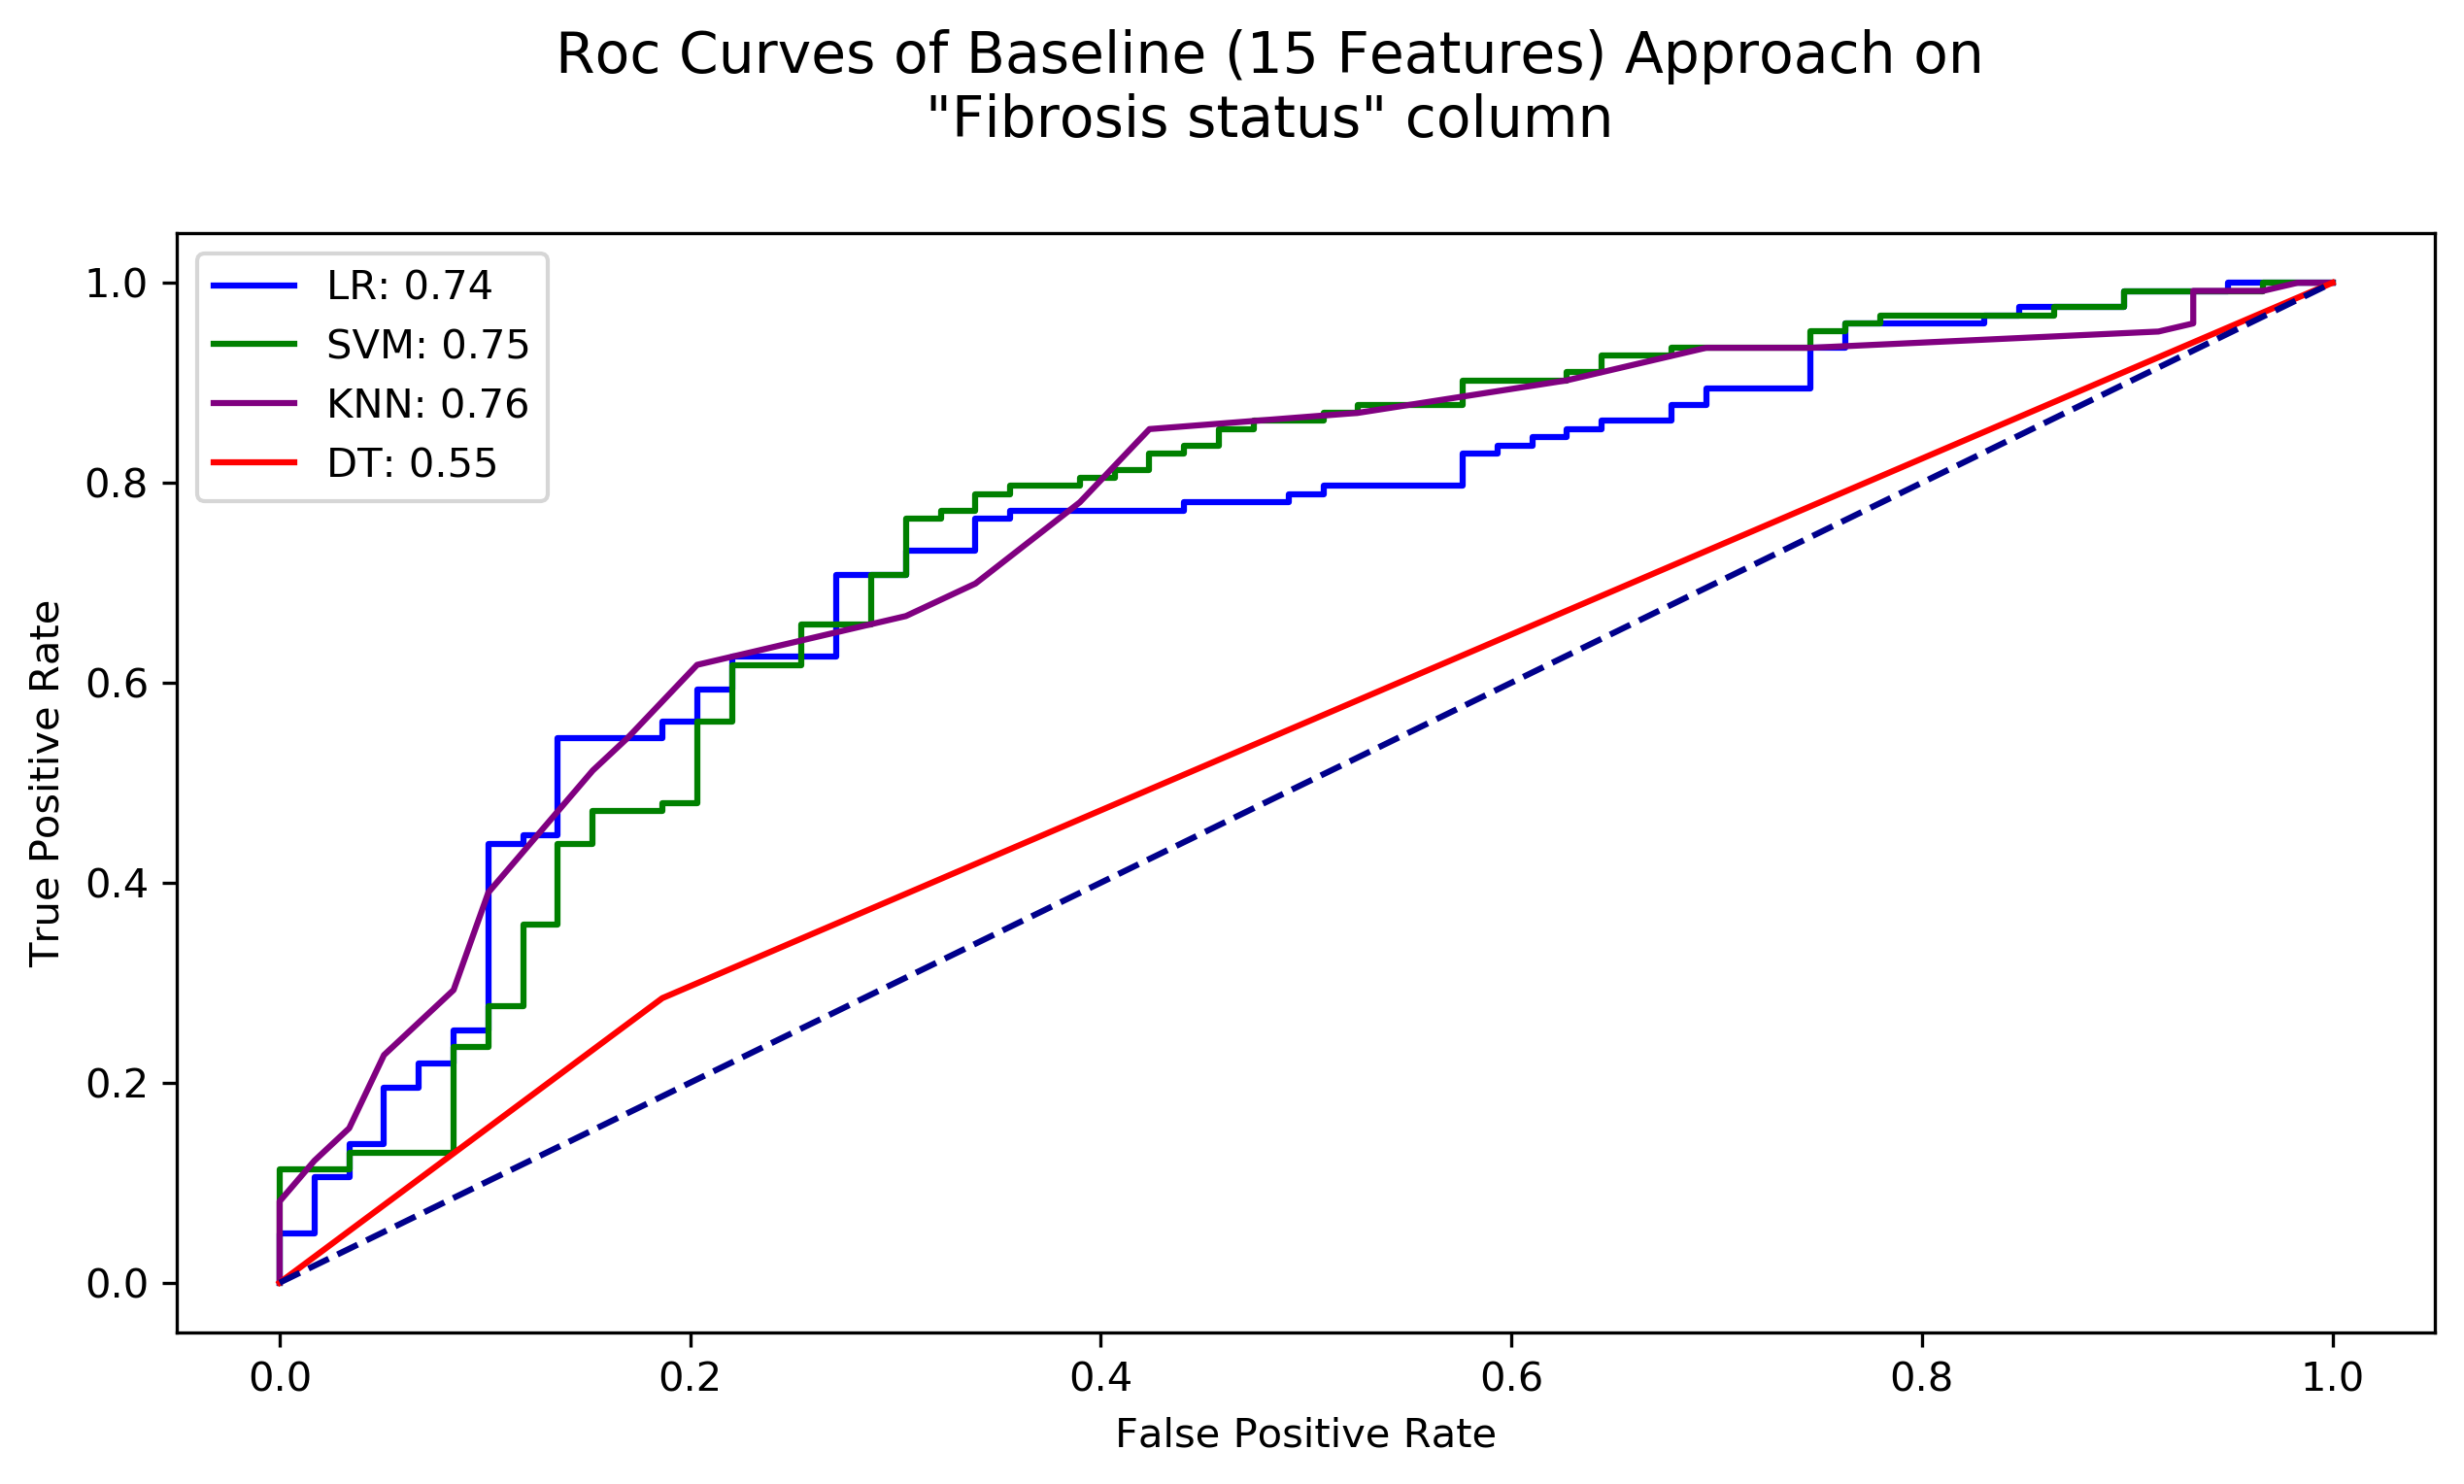 Roc Curves of Baseline (15 Features) Approach on
"Fibrosis status" column
LR: 0.74
SVM: 0.75
KNN: 0.76
DT: 0.55
True Positive Rate
1.0
0.8
0.6
0.4
0.2
0.0
0.0 0.2 0.4 0.6 0.8 1.0
False Positive Rate